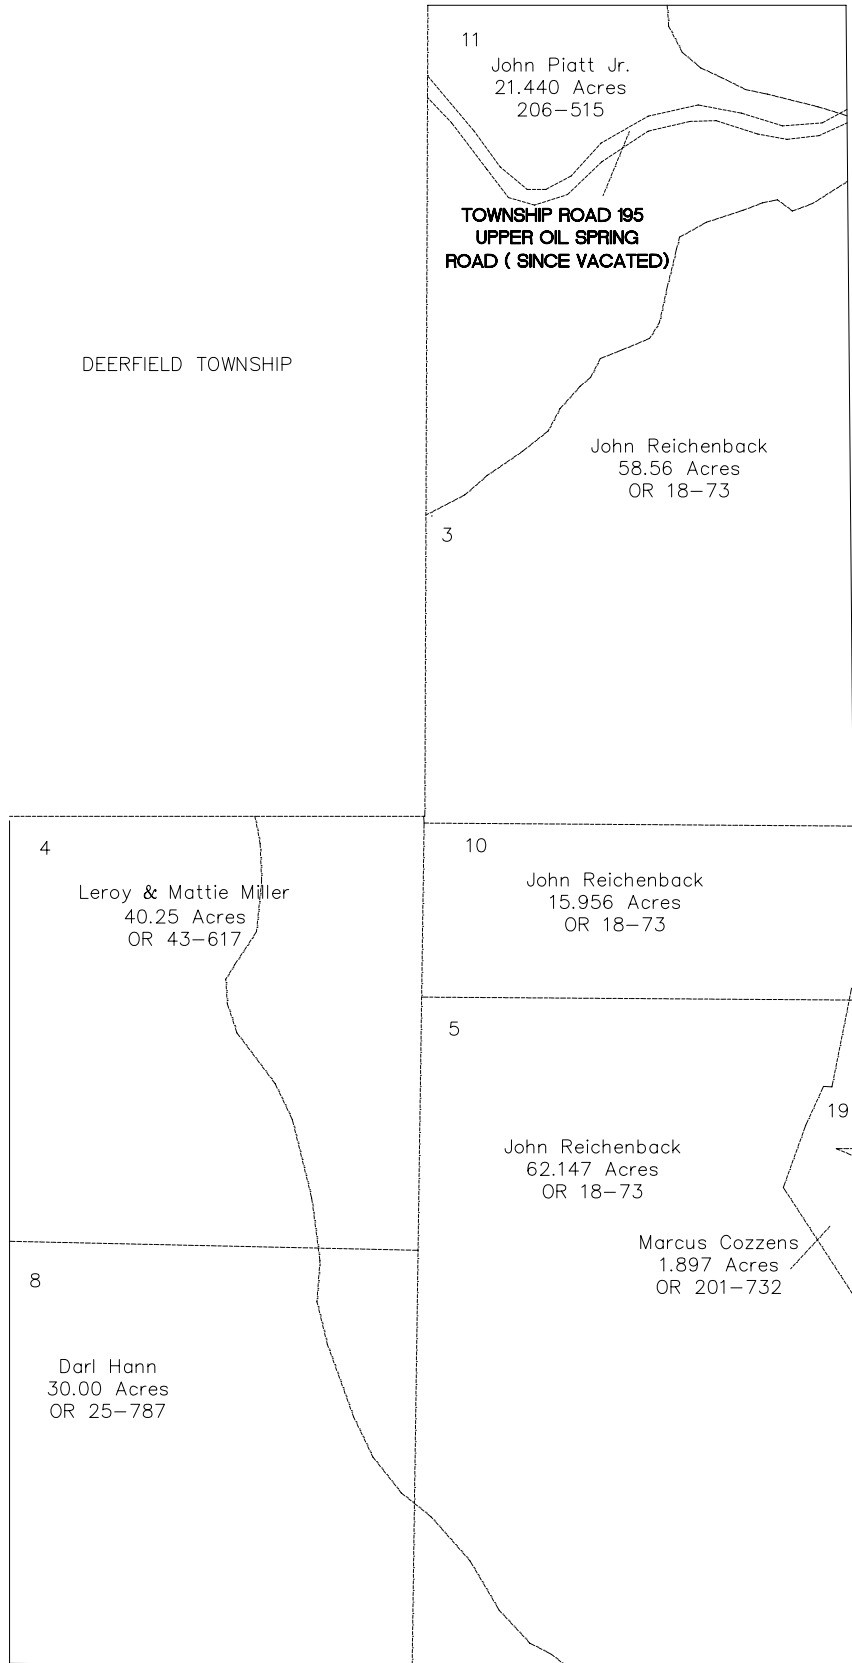 11
John Piatt Jr.
21.440 Acres
206-515
TOWNSHIP ROAD 195
UPPER OIL SPRING
ROAD ( SINCE VACATED)
DEERFIELD TOWNSHIP
John Reichenback
58.56 Acres
OR 18-73
3
4
Leroy & Mattie Miller
40.25 Acres
OR 43-617
10
John Reichenback
15.956 Acres
OR 18-73
5
19
John Reichenback
62.147 Acres
OR 18-73
Marcus Cozzens
1.897 Acres
OR 201-732
8
Darl Hann
30.00 Acres
OR 25-787